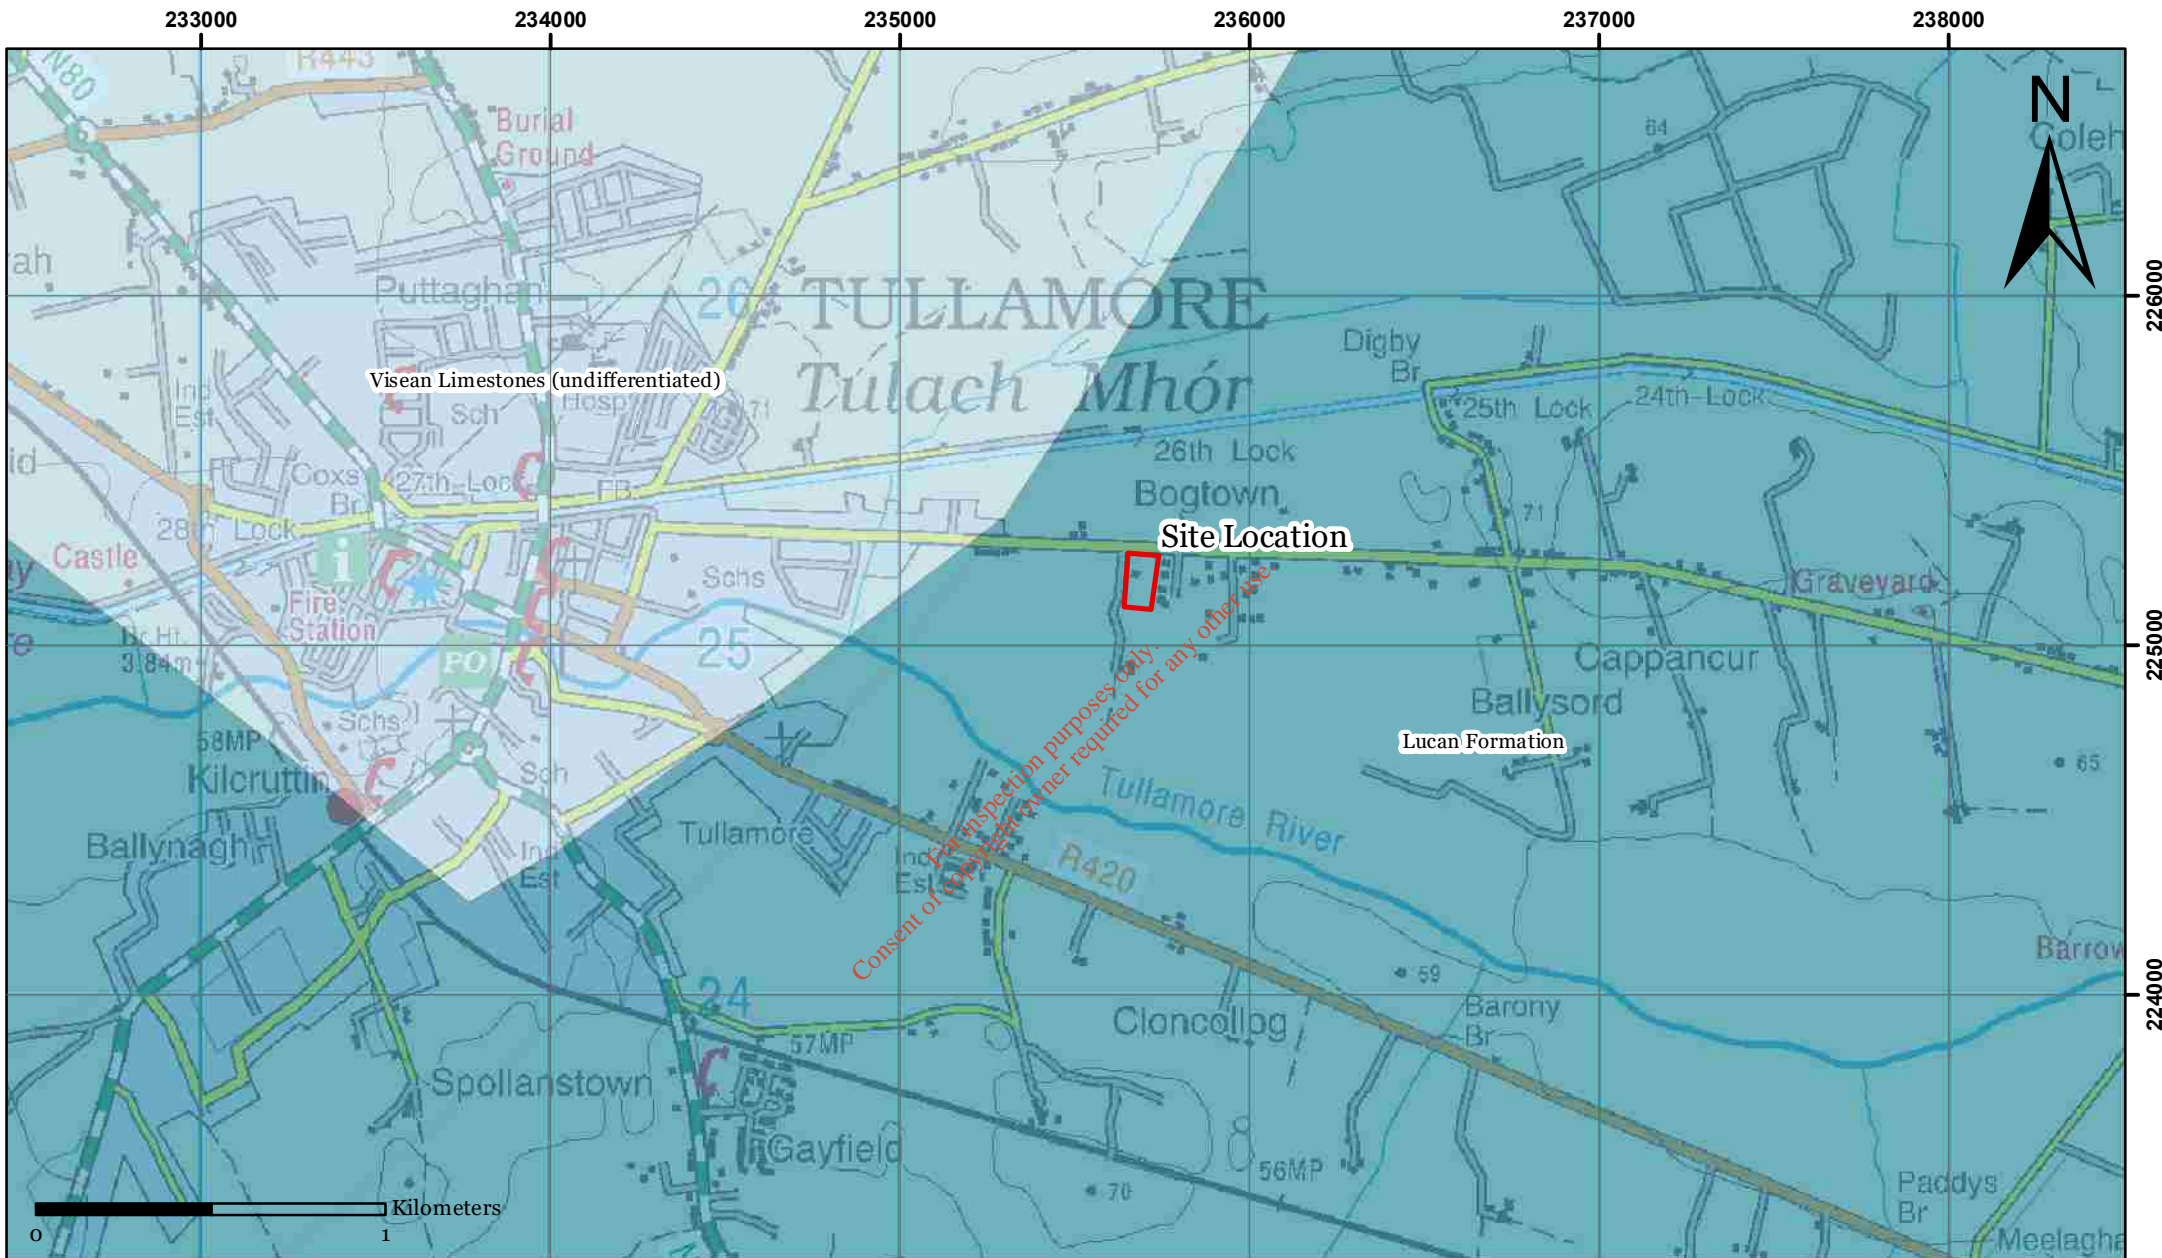 233000
234000
235000
236000
237000
238000
N80
R443
Burial
Ground
64
N
Coleh
ah
Puttaghan
26
TULLAMORE
Túlach Mhór
226000
Digby
Br
Visean Limestones (undifferentiated)
Ind
Est
Sch
Hosp
71
25th Lock
24th Lock
26th Lock
id
Coxs
Br
27th Lock
FB
Bogtown
71
28th Lock
Site Location
Castle
ay
i
Schs
Fire
Station
Graveyard
Br Ht
3.84m
e
PO
25
225000
Cappancur
Ballysord
Schs
58MP
Lucan Formation
65
Kilcruttin
Sch
Tullamore River
Ballynagh
Tullamore
Ind
Est
Ind
Est
R420
For inspection purposes only.
Consent of copyright owner required for any other use.
Barrow
59
24
224000
Cloncollog
Barony
Br
57MP
Spollanstown
Gayfield
56MP
70
Paddys
Br
Meelagha
Kilometers
0
1